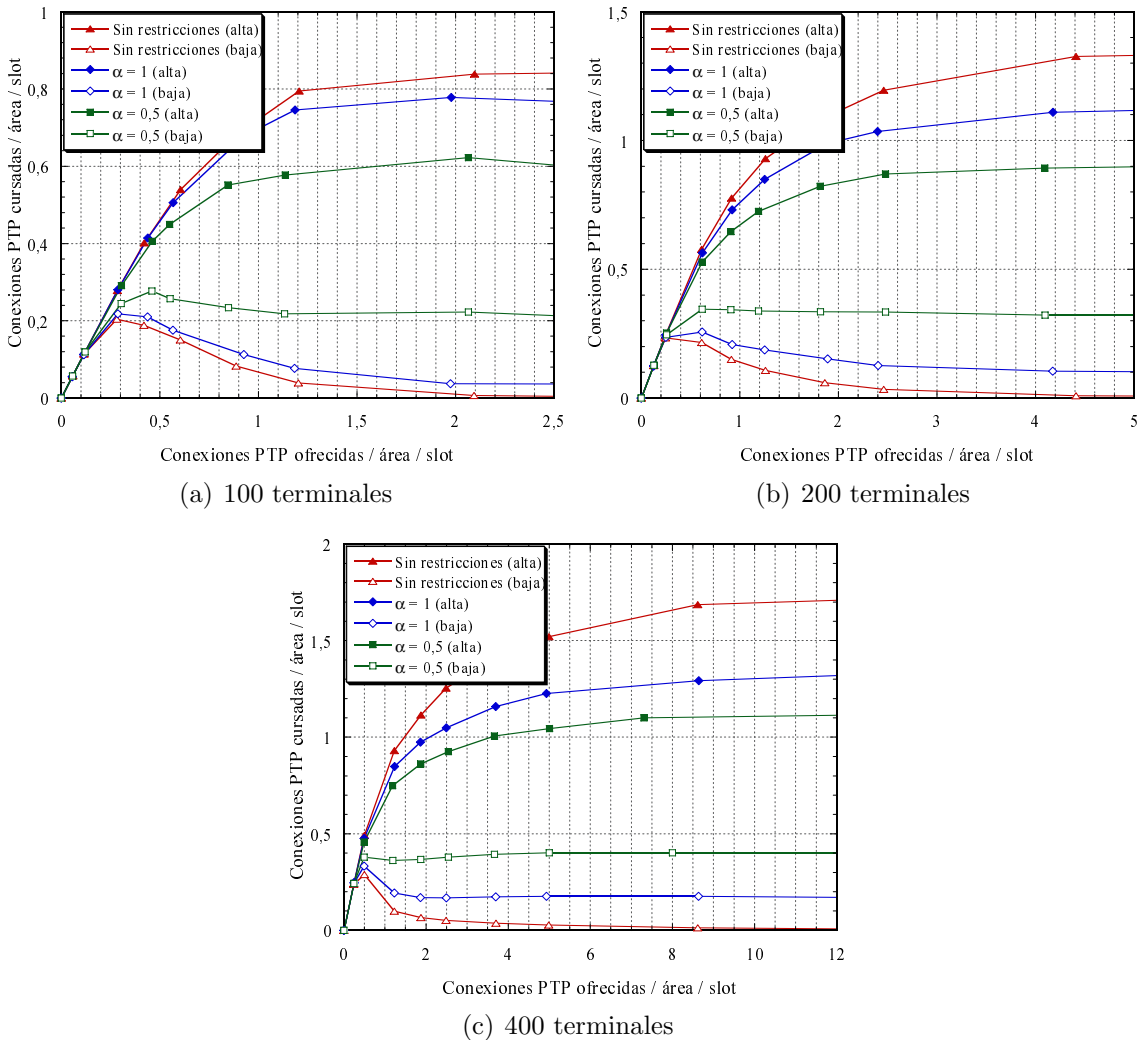 Conexiones PTP cursadas / área / slot
1
0,8
0,6
0,4
0,2
0
Sin restricciones (alta)
Sin restricciones (baja)
α = 1 (alta)
α = 1 (baja)
α = 0,5 (alta)
α = 0,5 (baja)
0 0,5 1 1,5 2 2,5
Conexiones PTP ofrecidas / área / slot
(a) 100 terminales
Conexiones PTP cursadas / área / slot
1,5
1
0,5
0
Sin restricciones (alta)
Sin restricciones (baja)
α = 1 (alta)
α = 1 (baja)
α = 0,5 (alta)
α = 0,5 (baja)
0 1 2 3 4 5
Conexiones PTP ofrecidas / área / slot
(b) 200 terminales
Conexiones PTP cursadas / área / slot
2
1,5
1
0,5
0
Sin restricciones (alta)
Sin restricciones (baja)
α = 1 (alta)
α = 1 (baja)
α = 0,5 (alta)
α = 0,5 (baja)
0 2 4 6 8 10 12
Conexiones PTP ofrecidas / área / slot
(c) 400 terminales